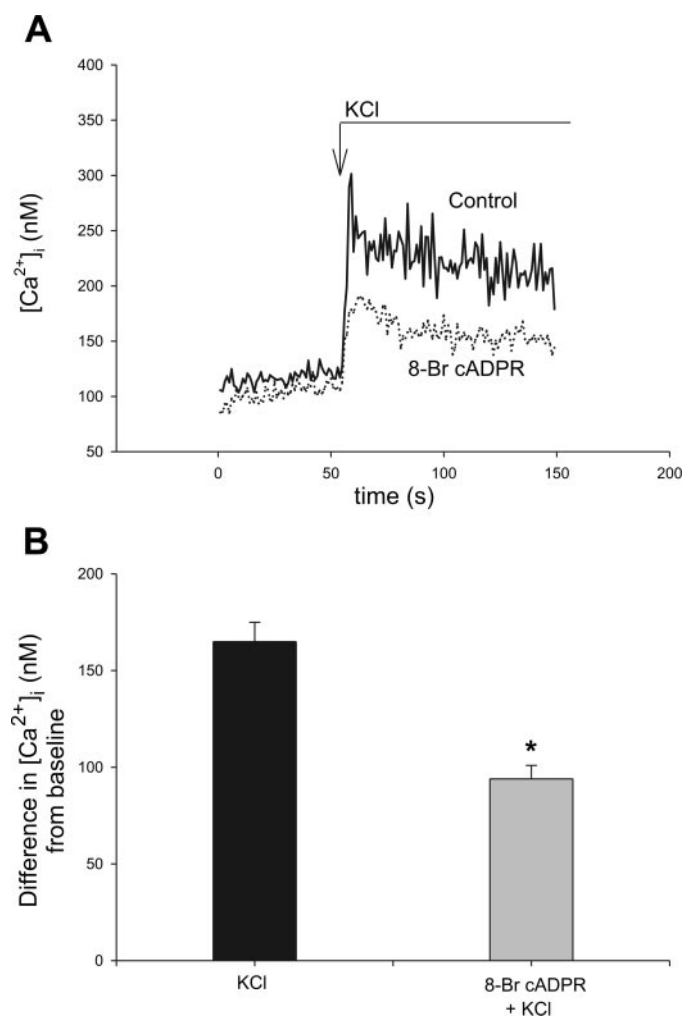 A
400
350
300
250
200
150
100
50
[Ca²⁺]ᵢ (nM)
KCl
Control
8-Br cADPR
0
50
100
150
200
time (s)
B
200
150
100
50
0
Difference in [Ca²⁺]ᵢ (nM)
from baseline
*
KCl
8-Br cADPR
+ KCl